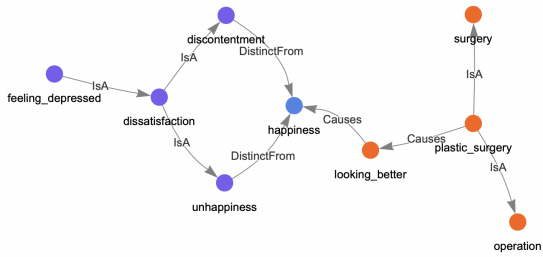 surgery
discontentment
DistinctFrom
IsA
IsA
IsA
feeling_depressed
dissatisfaction
happiness
Causes
Causes
plastic_surgery
IsA
DistinctFrom
IsA
looking_better
unhappiness
operation